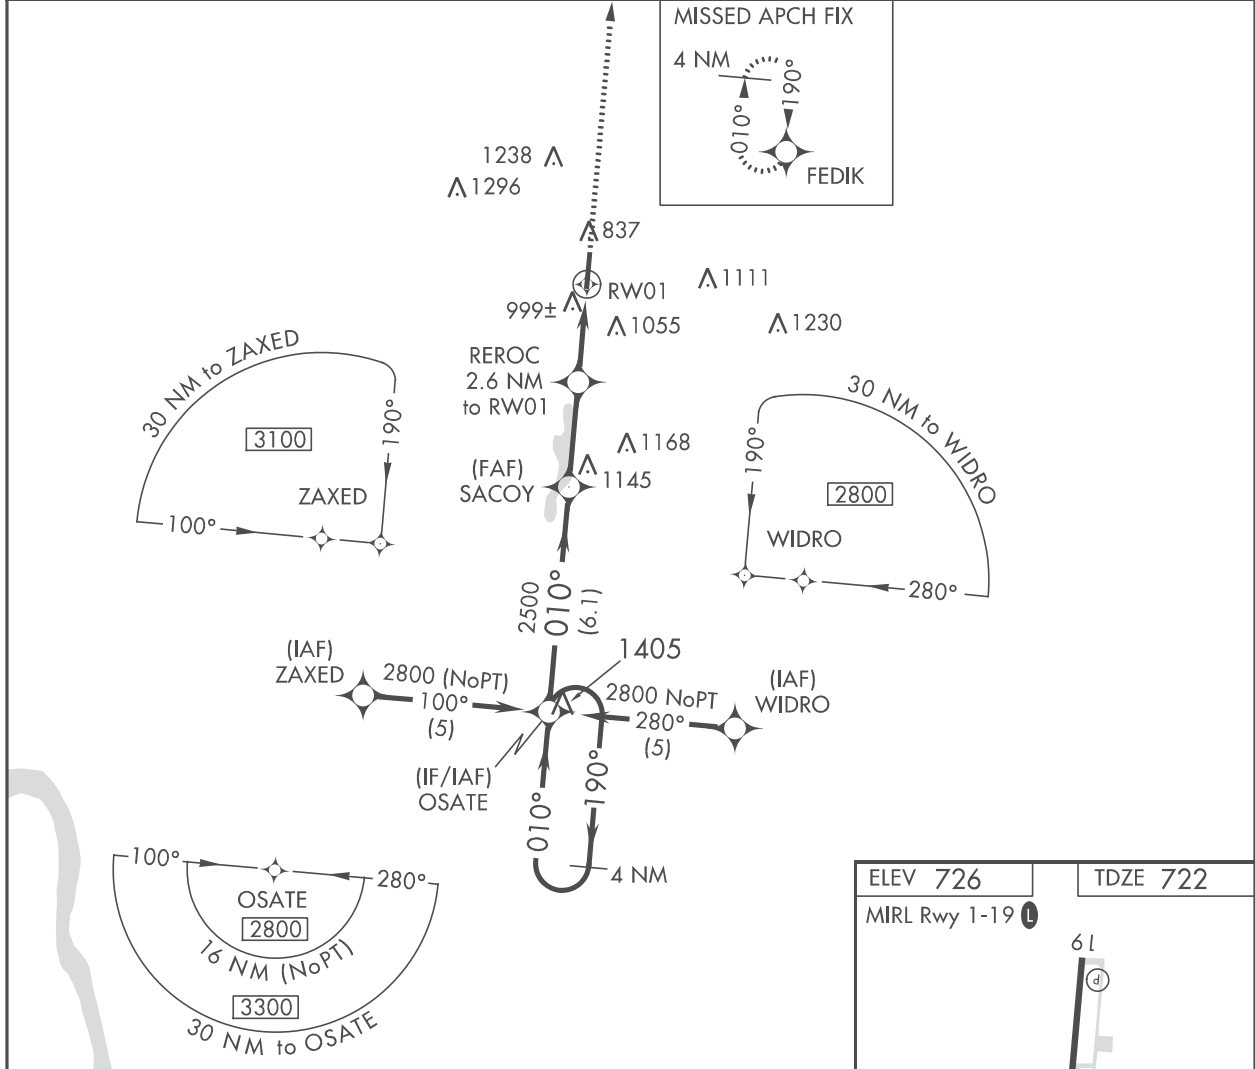 MISSED APCH FIX
4 NM
190°
010°
FEDIK
1238
1296
837
RW01
1111
999±
1055
1230
REROC
2.6 NM
to RW01
30 NM to ZAXED
3100
190°
ZAXED
100°
30 NM to WIDRO
190°
2800
WIDRO
280°
1168
(FAF)
SACOY
1145
2500
010°
(6.1)
1405
(IAF)
ZAXED
2800 (NoPT)
100°
(5)
2800 NoPT
280°
(5)
(IAF)
WIDRO
(IF/IAF)
OSATE
010°
190°
4 NM
100°
280°
OSATE
2800
16 NM (NoPT)
3300
30 NM to OSATE
ELEV 726
TDZE 722
MIRL Rwy 1-19 L
19
P